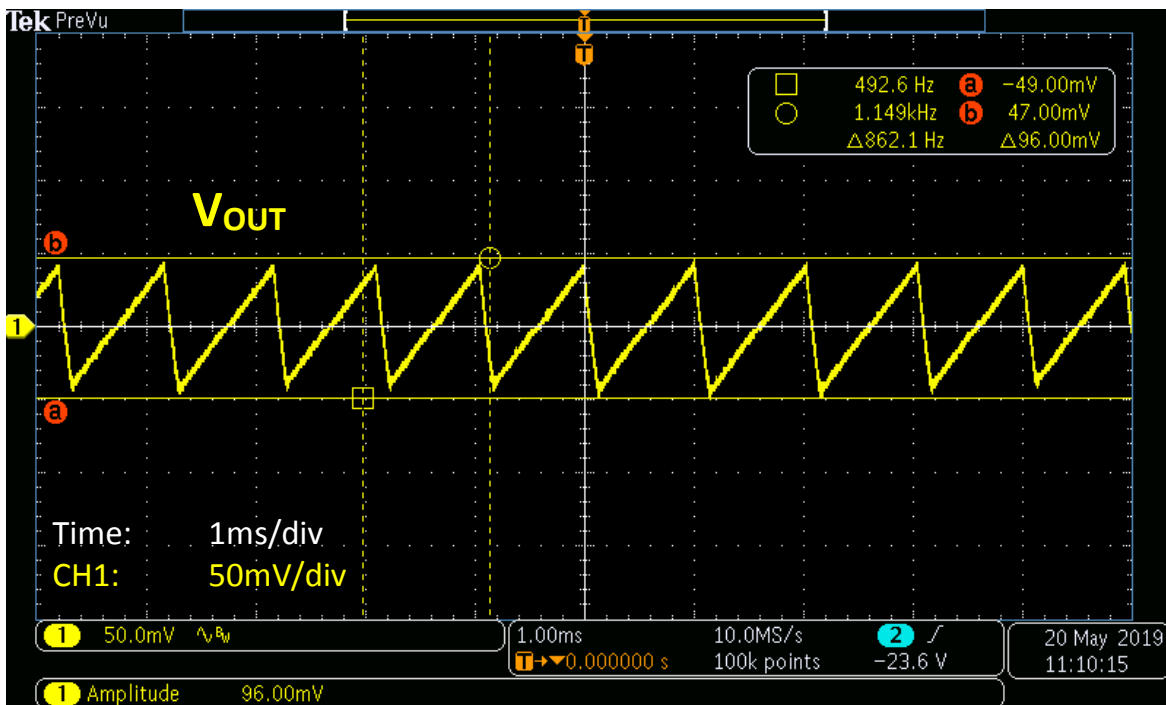 Tek PreVu
T
T
492.6 Hz a −49.00mV
1.149kHz b 47.00mV
△862.1 Hz △96.00mV
VOUT
b
1
a
Time: 1ms/div
CH1: 50mV/div
1 50.0mV ∿ BW
1.00ms 10.0MS/s 2 ∫
T→▼0.000000 s 100k points −23.6 V
20 May 2019
11:10:15
1 Amplitude 96.00mV